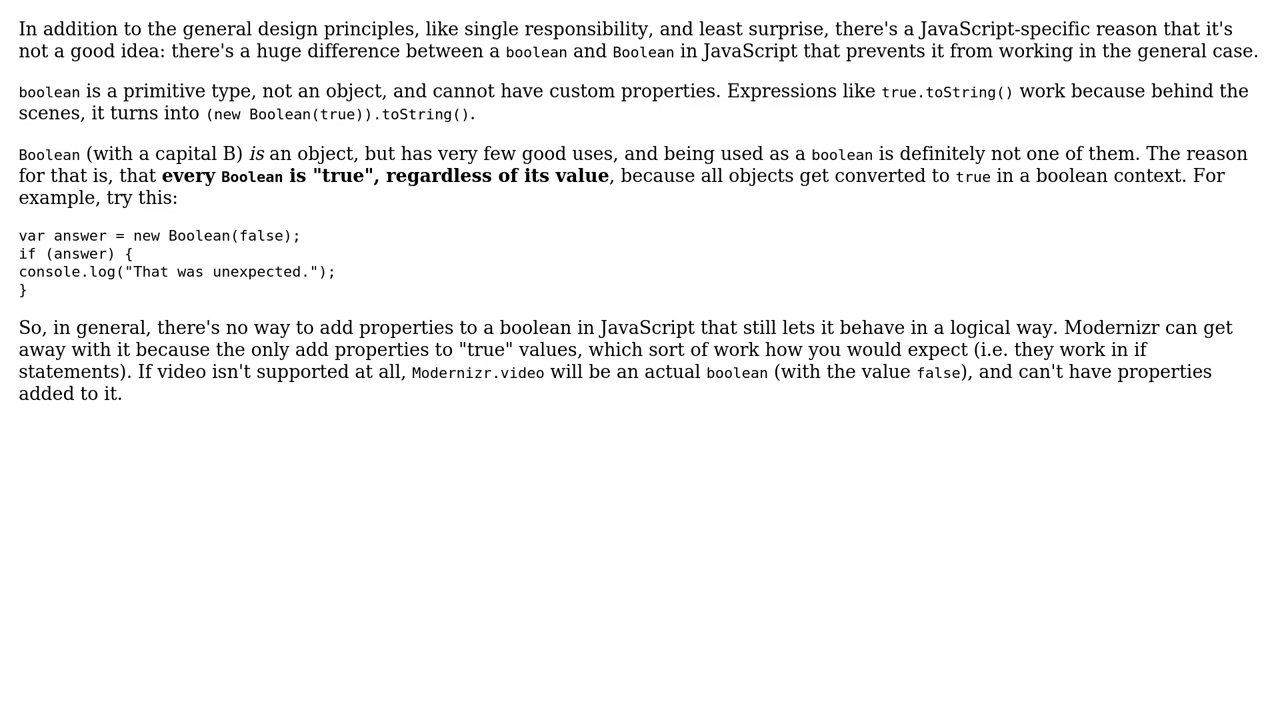 In addition to the general design principles, like single responsibility, and least surprise, there's a JavaScript-specific reason that it's
not a good idea: there's a huge difference between a boolean and Boolean in JavaScript that prevents it from working in the general case.
boolean is a primitive type, not an object, and cannot have custom properties. Expressions like true.toString() work because behind the
scenes, it turns into (new Boolean(true)).toString().
Boolean (with a capital B) is an object, but has very few good uses, and being used as a boolean is definitely not one of them. The reason
for that is, that every Boolean is "true", regardless of its value, because all objects get converted to true in a boolean context. For
example, try this:
var answer = new Boolean(false);
if (answer) {
console.log("That was unexpected.");
}
So, in general, there's no way to add properties to a boolean in JavaScript that still lets it behave in a logical way. Modernizr can get
away with it because the only add properties to "true" values, which sort of work how you would expect (i.e. they work in if
statements). If video isn't supported at all, Modernizr.video will be an actual boolean (with the value false), and can't have properties
added to it.